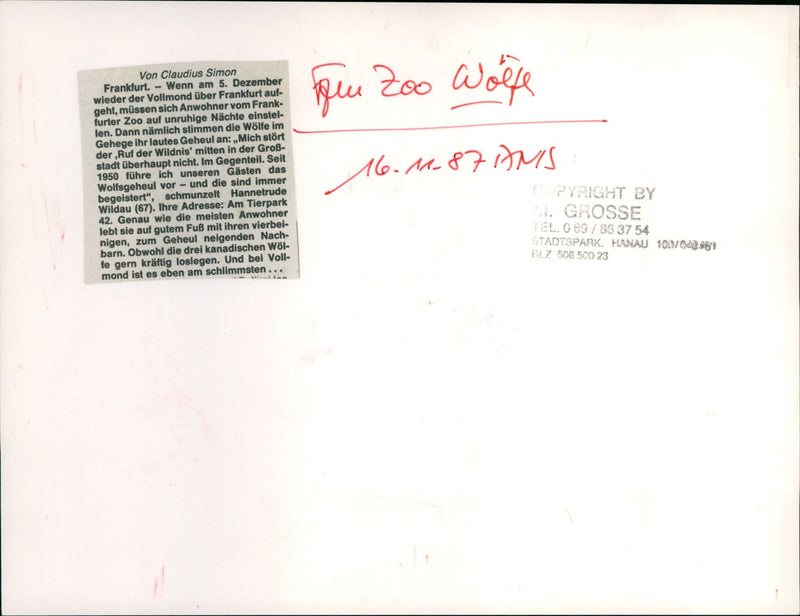 Von Claudius Simon
Frankfurt. – Wenn am 5. Dezember
wieder der Vollmond über Frankfurt auf-
geht, müssen sich Anwohner vom Frank-
furter Zoo auf unruhige Nächte einstel-
len. Dann nämlich stimmen die Wölfe im
Gehege ihr lautes Geheul an: „Mich stört
der ‚Ruf der Wildnis' mitten in der Groß-
stadt überhaupt nicht. Im Gegenteil. Seit
1950 führe ich unseren Gästen das
Wolfsgeheul vor – und die sind immer
begeistert", schmunzelt Hannetrude
Wildau (67). Ihre Adresse: Am Tierpark
42. Genau wie die meisten Anwohner
lebt sie auf gutem Fuß mit ihren vierbei-
nigen, zum Geheul neigenden Nach-
barn. Obwohl die drei kanadischen Wöl-
fe gern kräftig loslegen. Und bei Voll-
mond ist es eben am schlimmsten ...
Zoo Wölfe
16-11-87
COPYRIGHT BY
GROSSE
TEL. 0 69 / 86 37 54
STADTSPARK. HANAU
BLZ 506 500 23